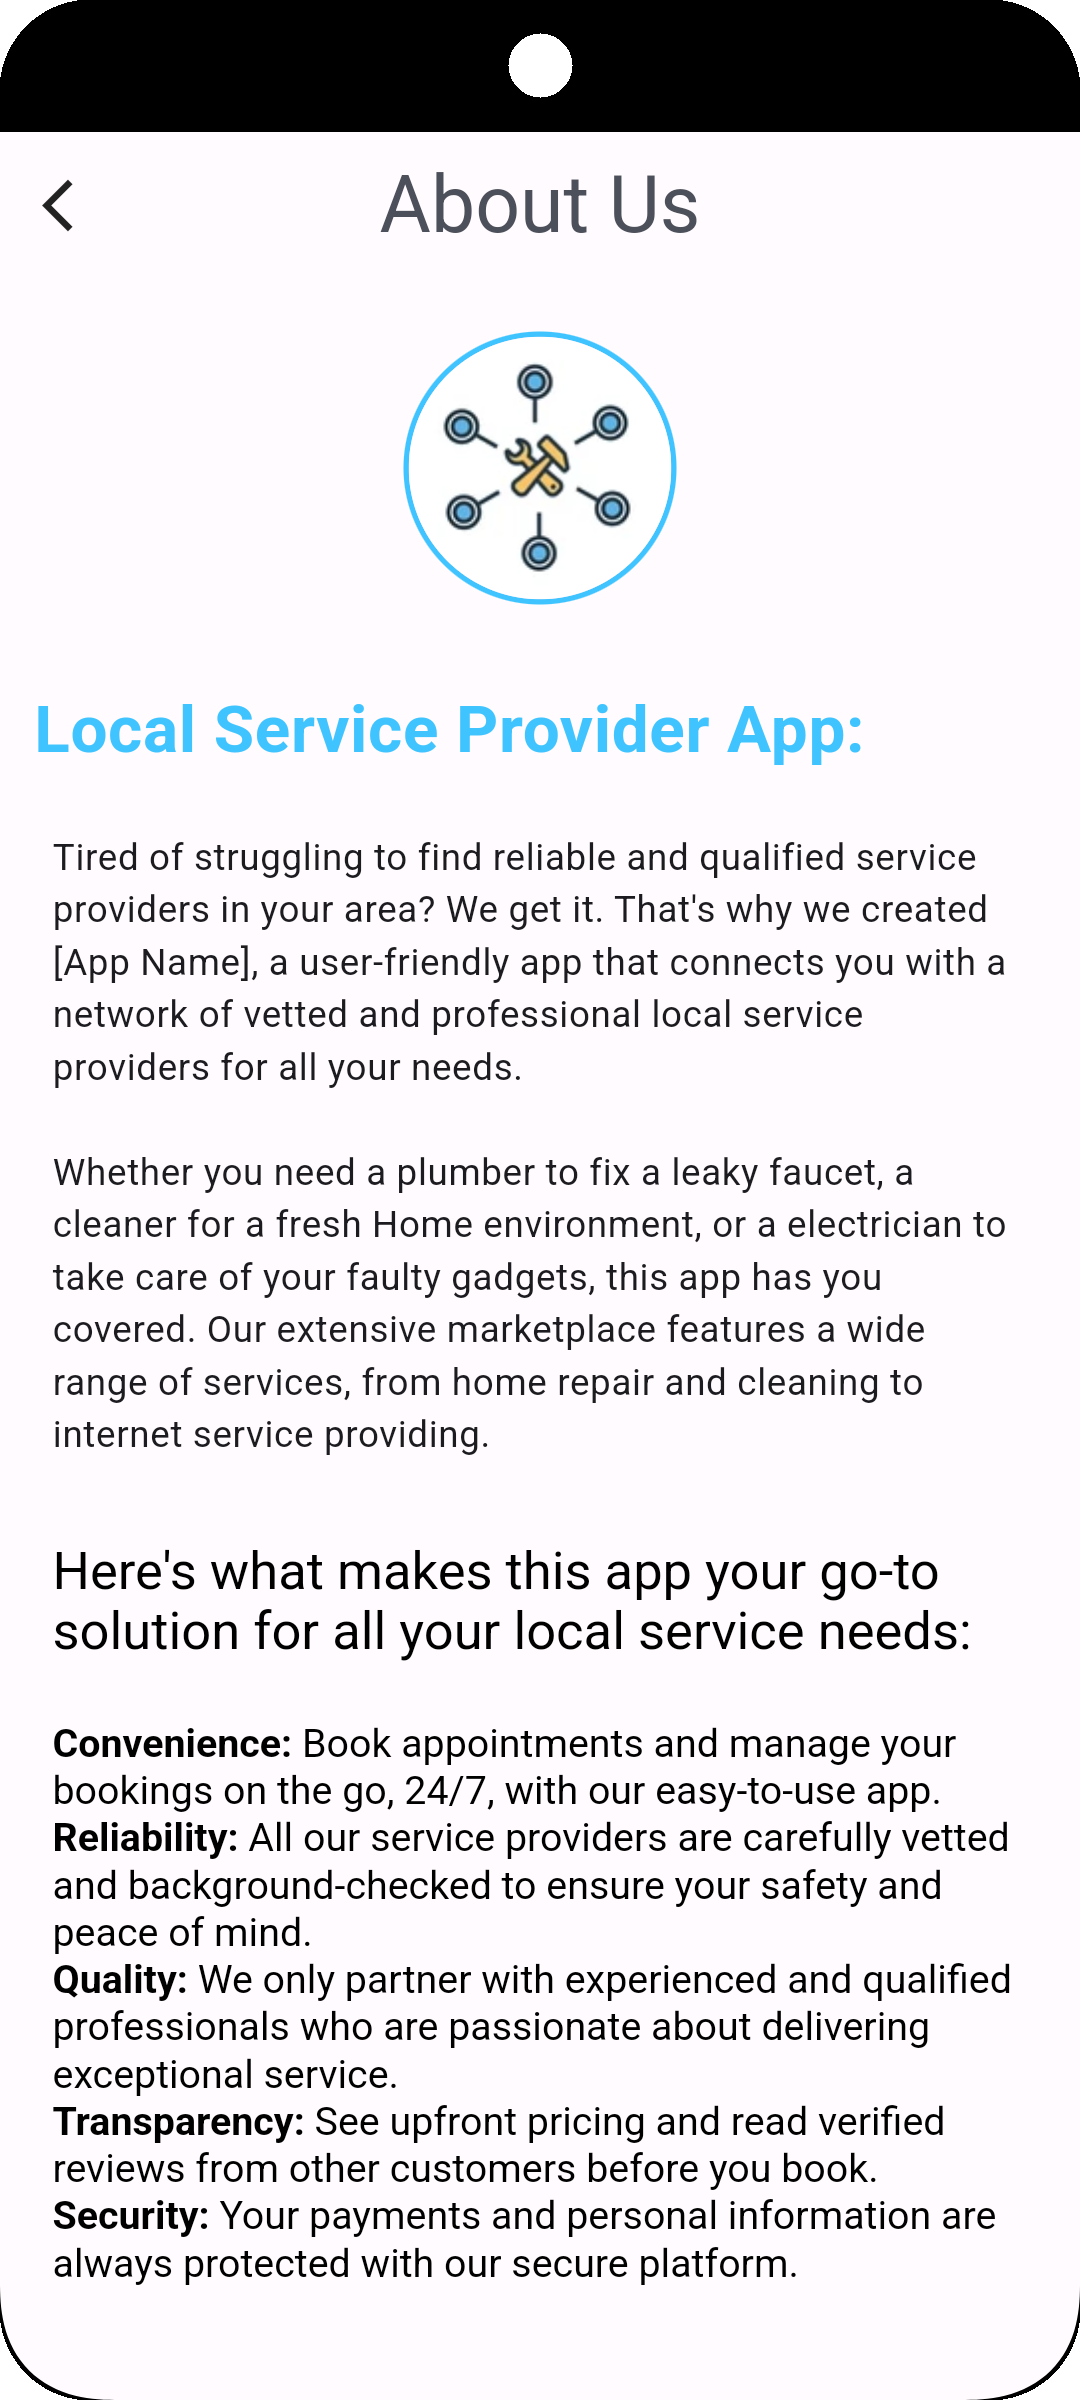 About Us
Local Service Provider App:
Tired of struggling to find reliable and qualified service
providers in your area? We get it. That's why we created
[App Name], a user-friendly app that connects you with a
network of vetted and professional local service
providers for all your needs.
Whether you need a plumber to fix a leaky faucet, a
cleaner for a fresh Home environment, or a electrician to
take care of your faulty gadgets, this app has you
covered. Our extensive marketplace features a wide
range of services, from home repair and cleaning to
internet service providing.
Here's what makes this app your go-to
solution for all your local service needs:
Convenience: Book appointments and manage your
bookings on the go, 24/7, with our easy-to-use app.
Reliability: All our service providers are carefully vetted
and background-checked to ensure your safety and
peace of mind.
Quality: We only partner with experienced and qualified
professionals who are passionate about delivering
exceptional service.
Transparency: See upfront pricing and read verified
reviews from other customers before you book.
Security: Your payments and personal information are
always protected with our secure platform.